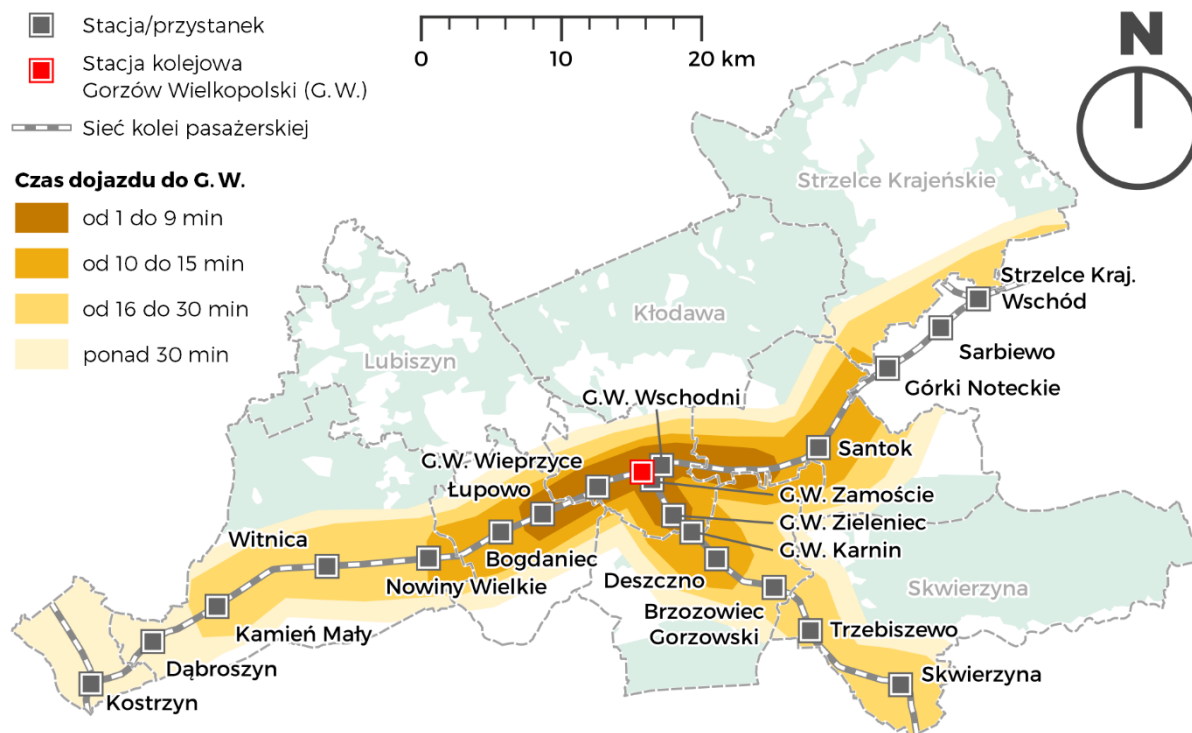 Stacja/przystanek
Stacja kolejowa
Gorzów Wielkopolski (G.W.)
Sieć kolei pasażerskiej
Czas dojazdu do G.W.
od 1 do 9 min
od 10 do 15 min
od 16 do 30 min
ponad 30 min
0 10 20 km
N
Strzelce Krajeńskie
Strzelce Kraj.
Wschód
Kłodawa
Sarbiewo
Lubiszyn
Górki Noteckie
G.W. Wschodni
Santok
G.W. Wieprzyce
Łupowo
G.W. Zamoście
G.W. Zieleniec
G.W. Karnin
Witnica
Bogdaniec
Nowiny Wielkie
Deszczno
Skwierzyna
Brzozowiec
Gorzowski
Kamień Mały
Trzebiszewo
Dąbroszyn
Skwierzyna
Kostrzyn